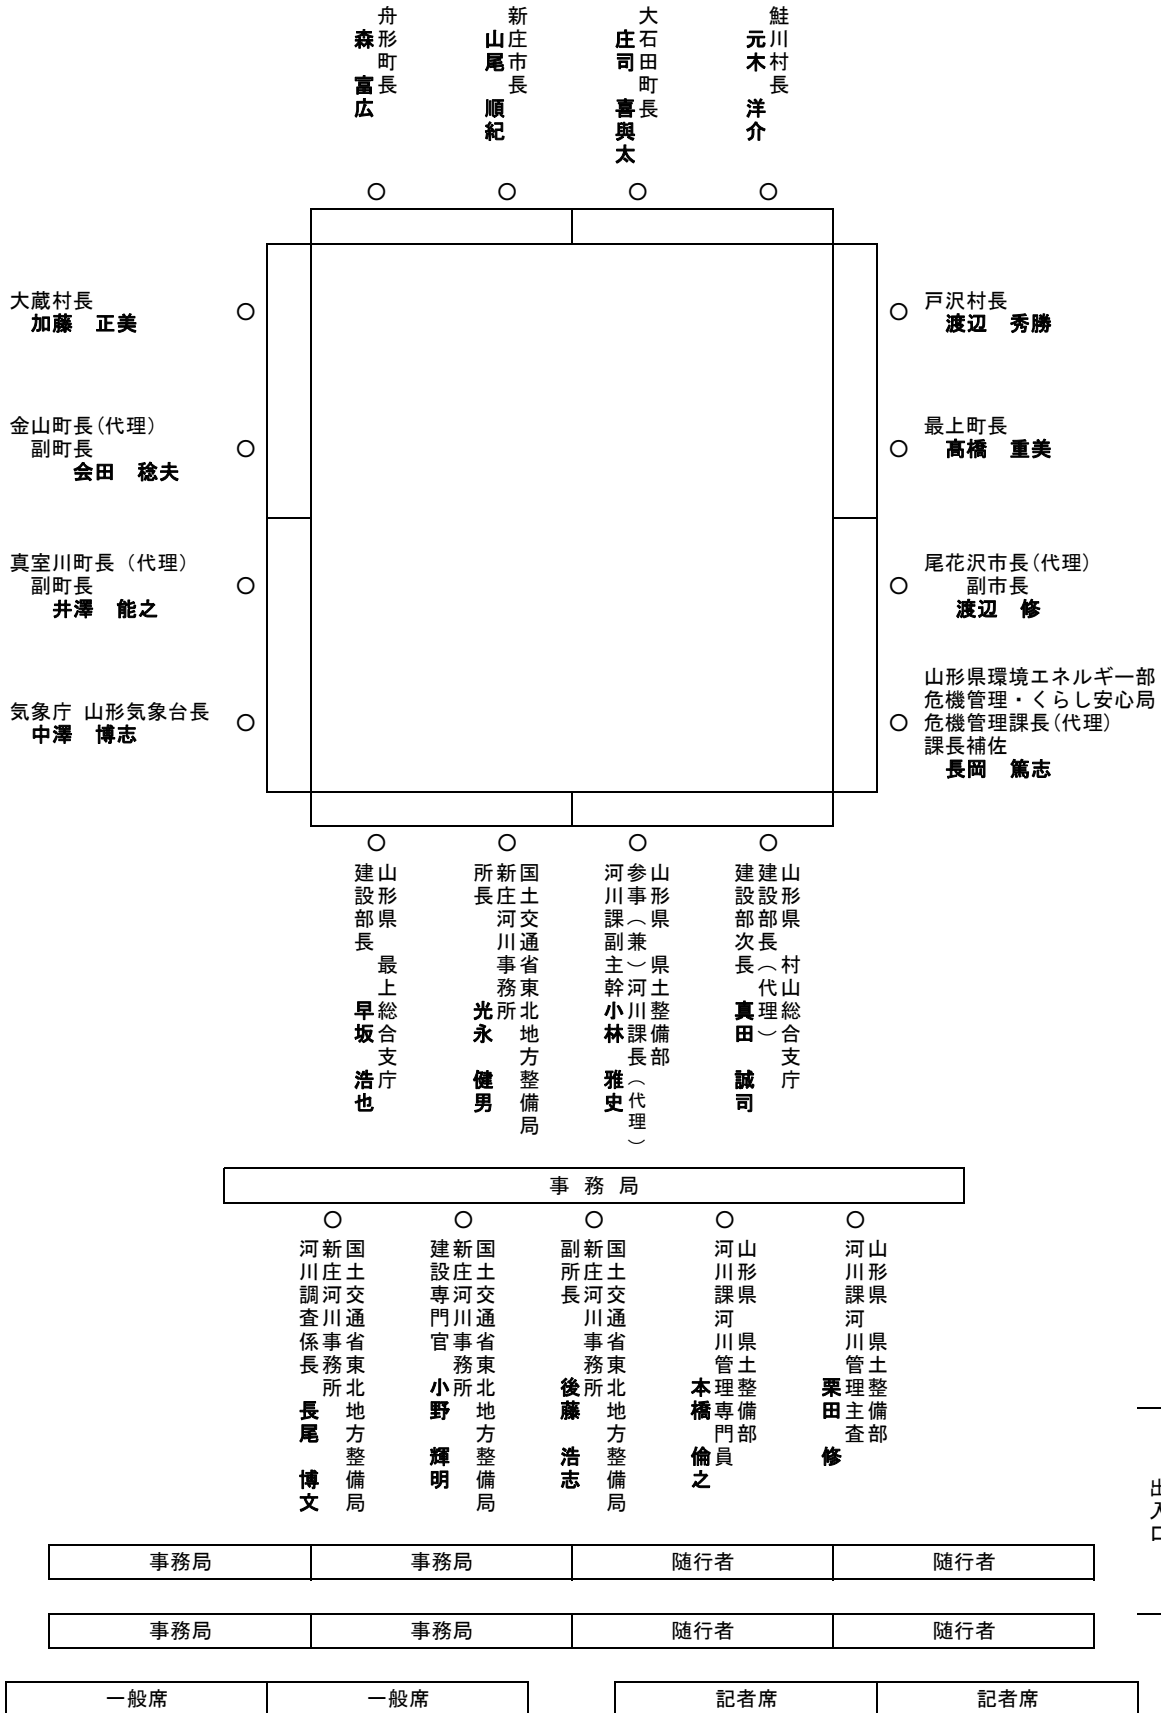 舟形町長
森　富広
新庄市長
山尾　順紀
大石田町長
庄司　喜與太
鮭川村長
元木　洋介
大蔵村長
加藤　正美
金山町長(代理)
副町長
会田　稔夫
真室川町長（代理）
副町長
井澤　能之
気象庁 山形気象台長
中澤　博志
戸沢村長
渡辺　秀勝
最上町長
髙橋　重美
尾花沢市長(代理)
副市長
渡辺　修
山形県環境エネルギー部
危機管理・くらし安心局
危機管理課長(代理)
課長補佐
長岡　篤志
山形県　最上総合支庁
建設部長　早坂　浩也
国土交通省東北地方整備局
新庄河川事務所
所長　光永　健男
山形県　県土整備部
参事（兼）河川課長（代理）
河川課副主幹 小林　雅史
山形県　村山総合支庁
建設部長（代理）
建設部次長　真田　誠司
事 務 局
国土交通省東北地方整備局
新庄河川事務所
河川調査係長　長尾　博文
国土交通省東北地方整備局
新庄河川事務所
建設専門官　小野　輝明
国土交通省東北地方整備局
新庄河川事務所
副所長　後藤　浩志
山形県　県土整備部
河川課河川管理専門員
本橋　倫之
山形県　県土整備部
河川課河川管理主査
栗田　修
出入口
事務局　事務局　随行者　随行者
事務局　事務局　随行者　随行者
一般席　一般席　記者席　記者席